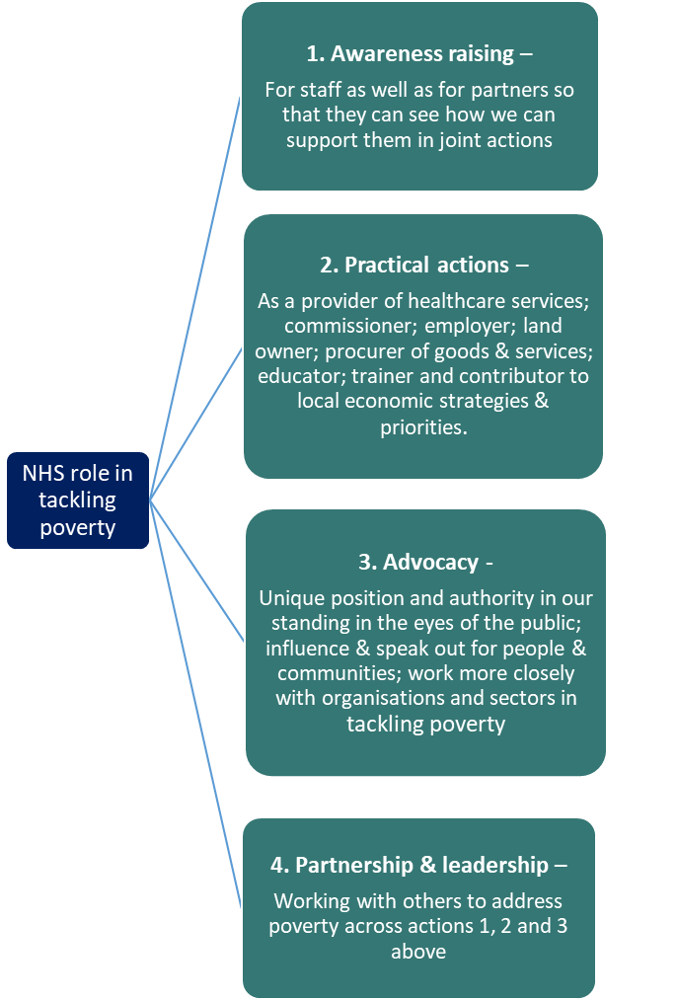 1. Awareness raising –
For staff as well as for partners so
that they can see how we can
support them in joint actions
2. Practical actions –
As a provider of healthcare services;
commissioner; employer; land
owner; procurer of goods & services;
educator; trainer and contributor to
local economic strategies &
priorities.
NHS role in
tackling
poverty
3. Advocacy -
Unique position and authority in our
standing in the eyes of the public;
influence & speak out for people &
communities; work more closely
with organisations and sectors in
tackling poverty
4. Partnership & leadership –
Working with others to address
poverty across actions 1, 2 and 3
above